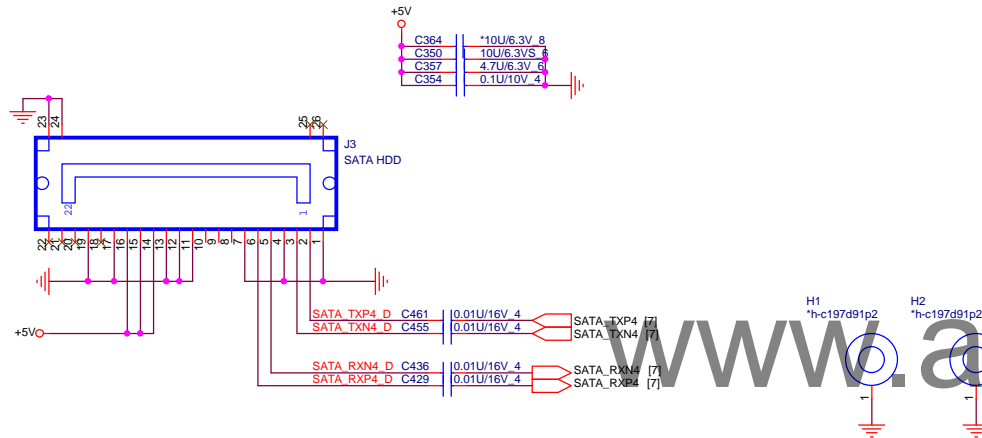 +5V
C364 *10U/6.3V_8
C350 10U/6.3VS_6
C357 4.7U/6.3V_6
C354 0.1U/10V_4
23 24 25 26
J3
SATA HDD
22 1
22 21 20 19 18 17 16 15 14 13 12 11 10 9 8 7 6 5 4 3 2 1
+5V
SATA_TXP4_D C461 0.01U/16V_4 SATA_TXP4 [7]
SATA_TXN4_D C455 0.01U/16V_4 SATA_TXN4 [7]
SATA_RXN4_D C436 0.01U/16V_4 SATA_RXN4 [7]
SATA_RXP4_D C429 0.01U/16V_4 SATA_RXP4 [7]
H1 H2
*h-c197d91p2 *h-c197d91p2
1 1
www.a